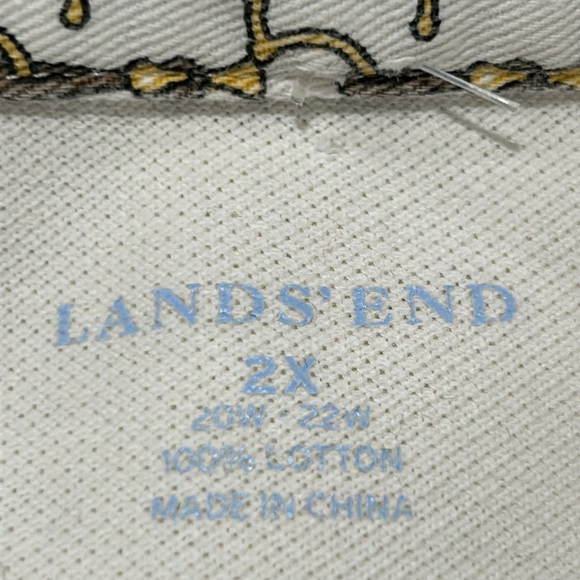 LANDS' END
2X
20W - 22W
100% COTTON
MADE IN CHINA